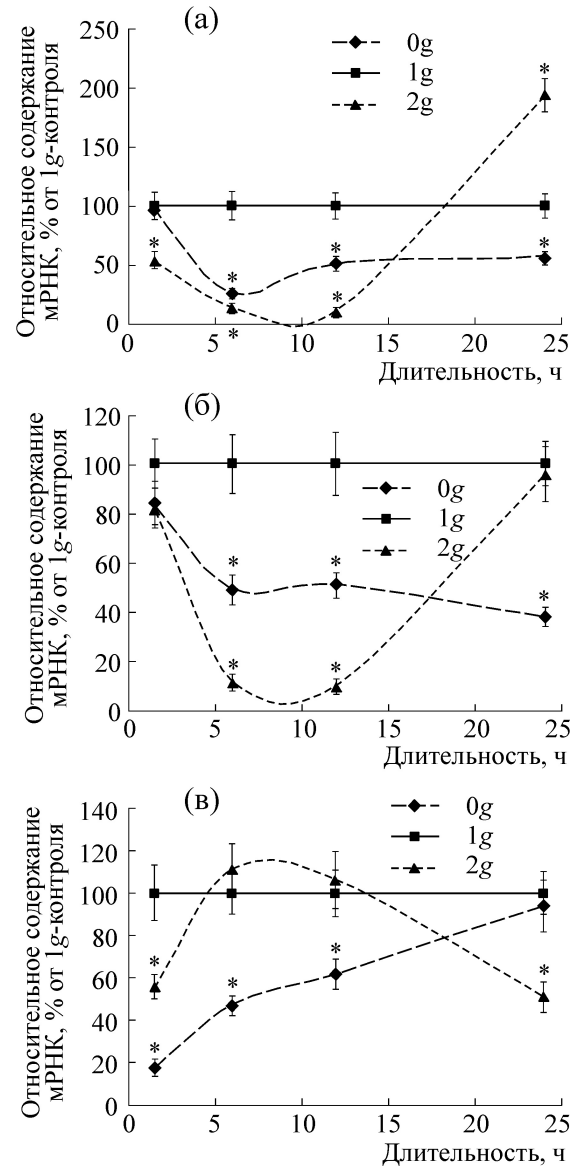 (а)
Относительное содержание
мРНК, % от 1g-контроля
250
200
150
100
50
0
0g
1g
2g
*
*
*
*
*
*
*
*
0
5
10
15
20
25
Длительность, ч
(б)
Относительное содержание
мРНК, % от 1g-контроля
120
100
80
60
40
20
0
0g
1g
2g
*
*
*
*
*
0
5
10
15
20
25
Длительность, ч
(в)
Относительное содержание
мРНК, % от 1g-контроля
140
120
100
80
60
40
20
0
0g
1g
2g
*
*
*
*
*
0
5
10
15
20
25
Длительность, ч